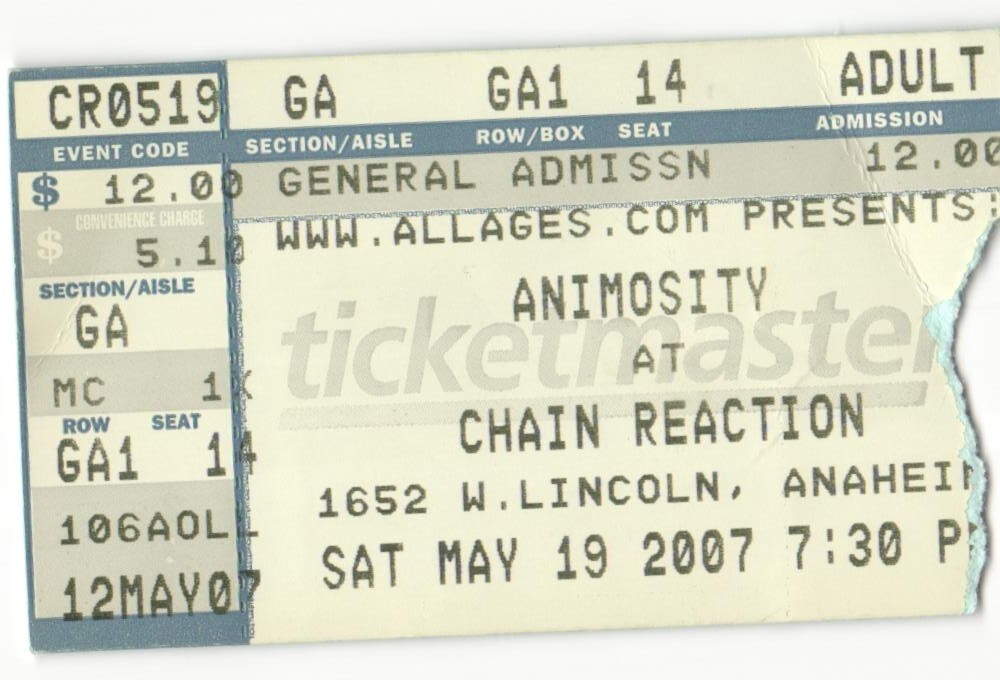 CR0519 GA GA1 14 ADULT
EVENT CODE SECTION/AISLE ROW/BOX SEAT ADMISSION
$ 12.00 GENERAL ADMISSN 12.00
CONVENIENCE CHARGE
$ 5.10
WWW.ALLAGES.COM PRESENTS:
SECTION/AISLE
GA
MC 1X
ROW SEAT
GA1 14
106AOLL
12MAY07
ticketmaster
ANIMOSITY
AT
CHAIN REACTION
1652 W.LINCOLN, ANAHEIM
SAT MAY 19 2007 7:30 P